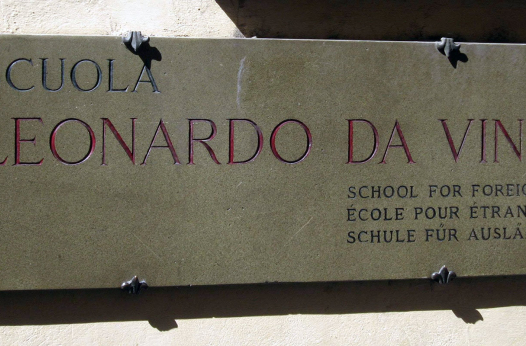 CUOLA
LEONARDO DA VIN
SCHOOL FOR FOREIG
ÉCOLE POUR ÉTRAN
SCHULE FÜR AUSLÄ